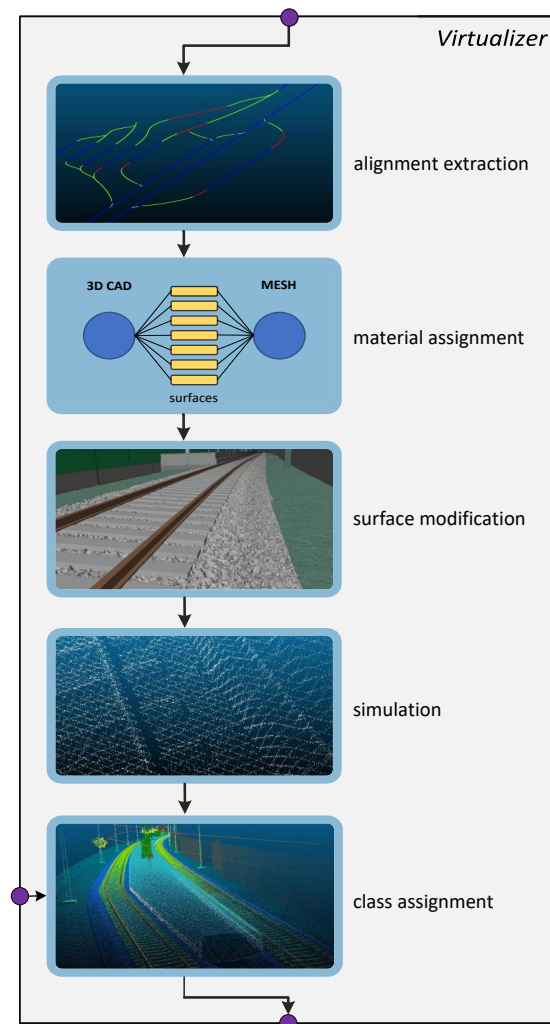 Virtualizer
alignment extraction
3D CAD
MESH
surfaces
material assignment
surface modification
simulation
class assignment